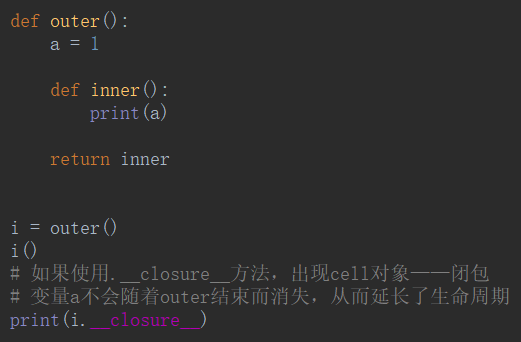 def outer():
    a = 1
    def inner():
        print(a)
    return inner
i = outer()
i()
# 如果使用.__closure__方法，出现cell对象——闭包
# 变量a不会随着outer结束而消失，从而延长了生命周期
print(i.__closure__)